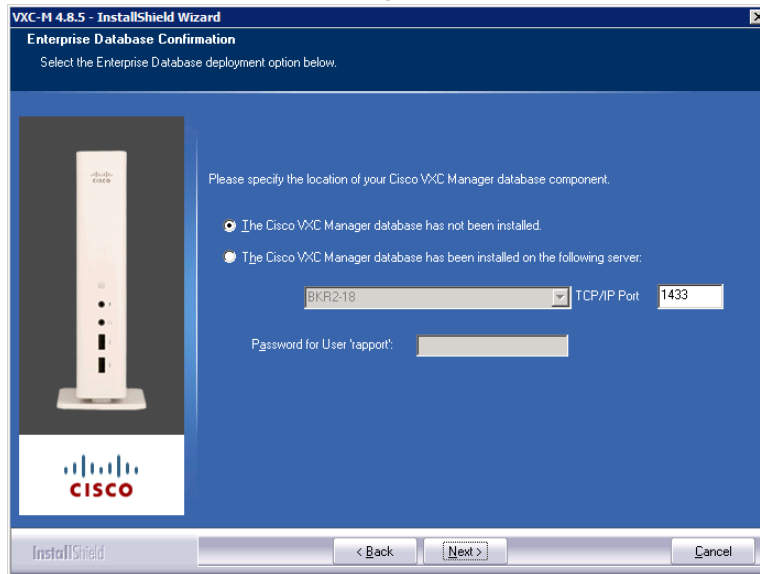 VXC-M 4.8.5 - InstallShield Wizard
Enterprise Database Confirmation
Select the Enterprise Database deployment option below.
cisco
Please specify the location of your Cisco VXC Manager database component.
The Cisco VXC Manager database has not been installed.
The Cisco VXC Manager database has been installed on the following server:
BKR2-18 TCP/IP Port 1433
Password for User 'rapport':
CISCO
InstallShield < Back Next > Cancel